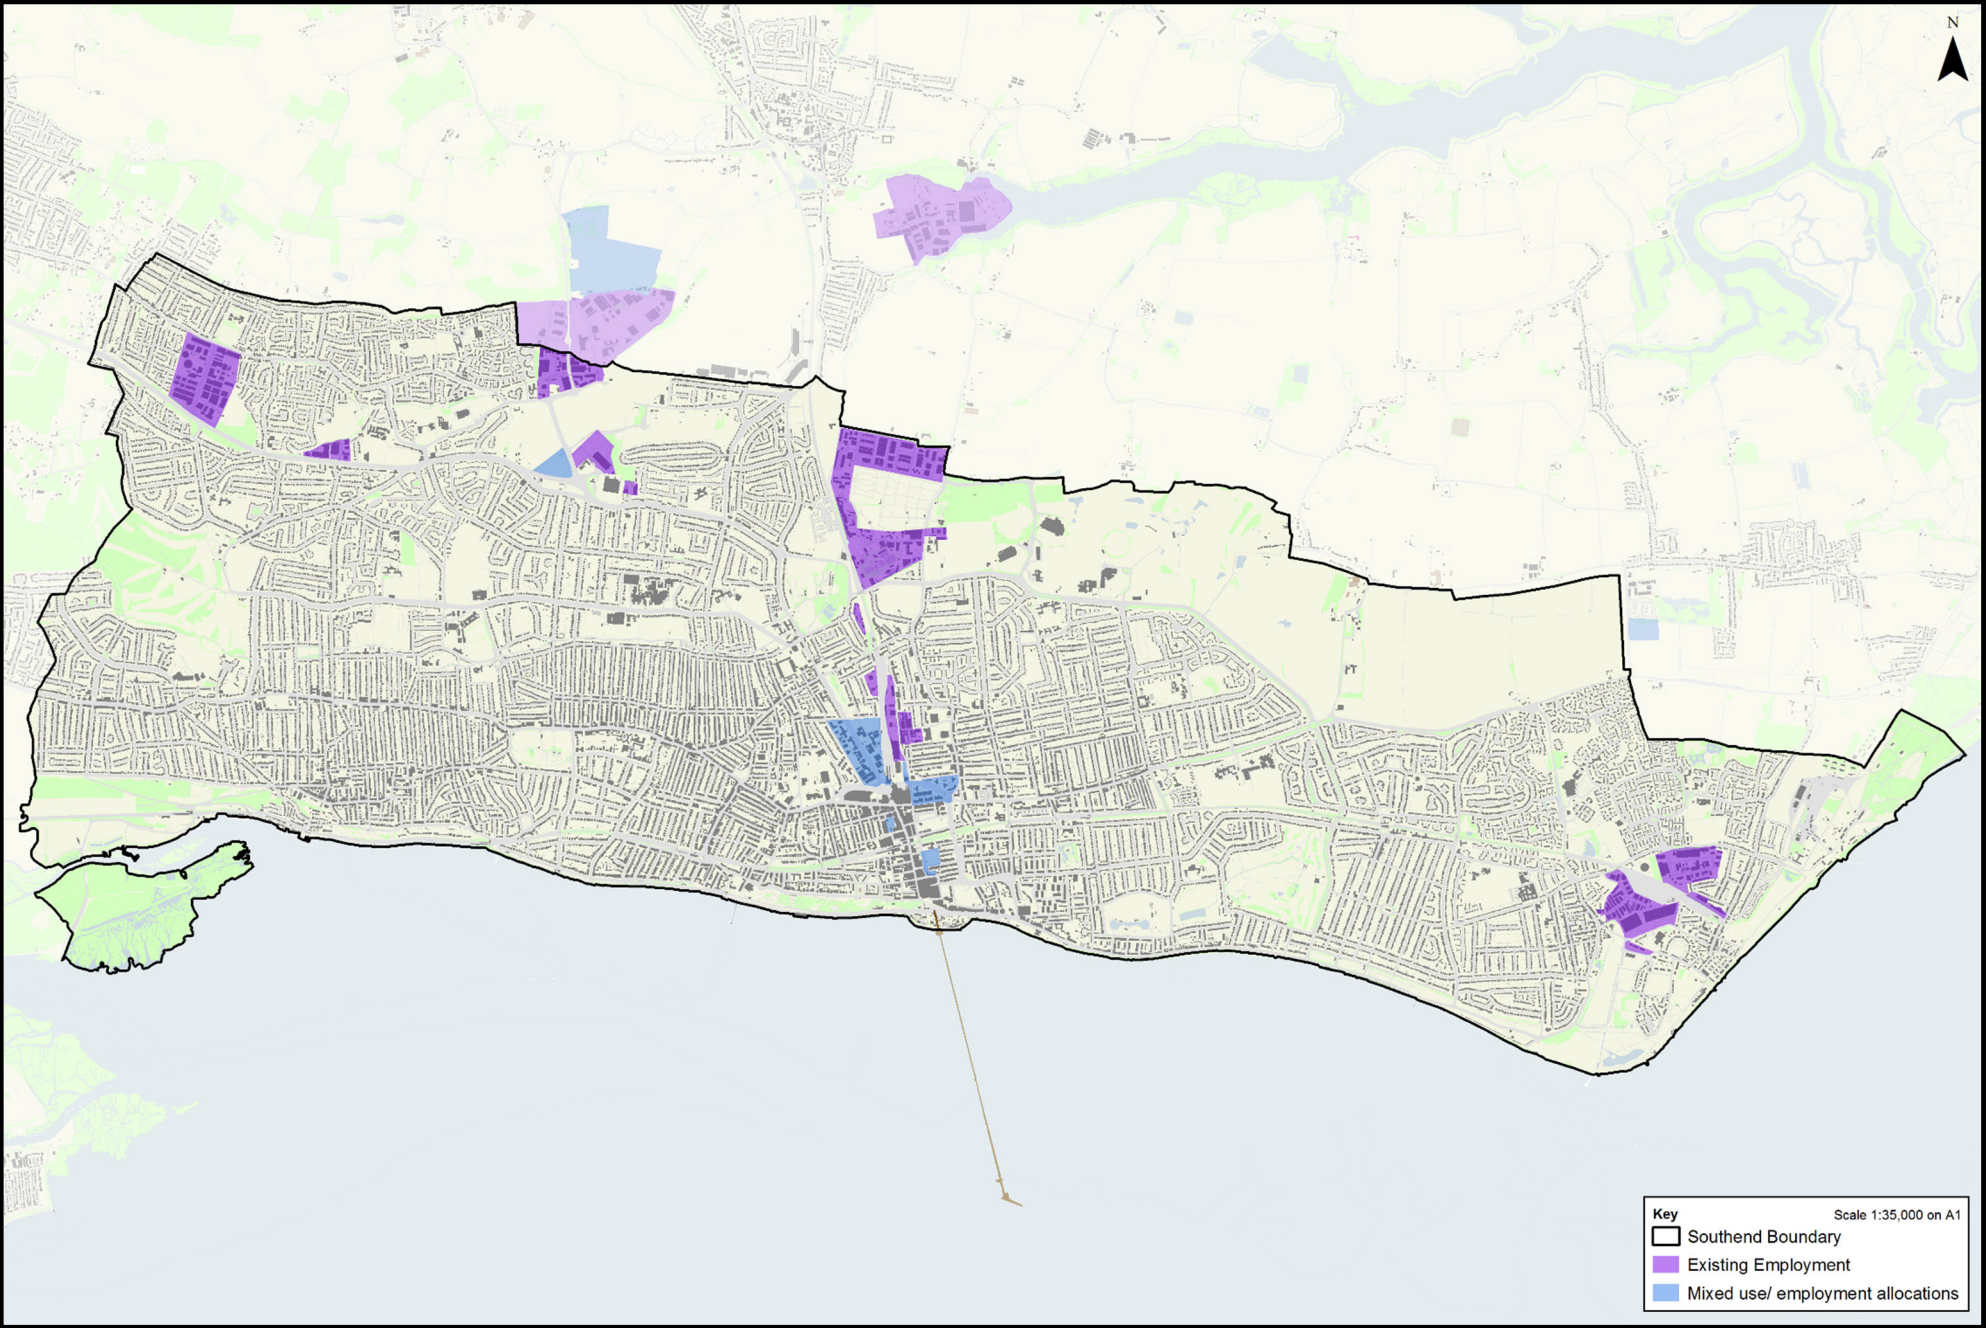 N
Key Scale 1:35,000 on A1
Southend Boundary
Existing Employment
Mixed use/ employment allocations